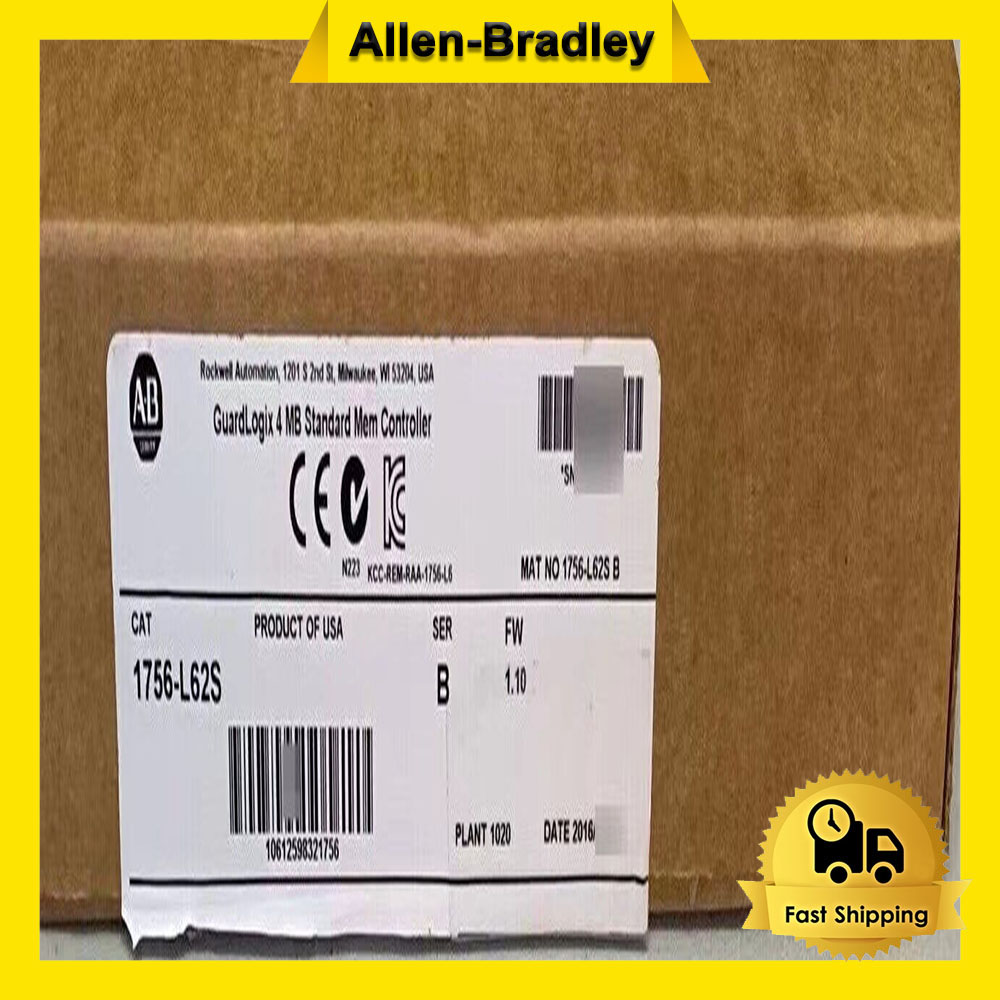 Allen-Bradley
Rockwell Automation, 1201 S 2nd St, Milwaukee, WI 53204, USA
A-B
GuardLogix 4 MB Standard Mem Controller
CE
*SN
N223
KCC-REM-RAA-1756-L6
MAT NO 1756-L62S B
CAT
PRODUCT OF USA
SER
FW
1756-L62S
B
1.10
10612598321756
PLANT 1020
DATE 2016/
Fast Shipping